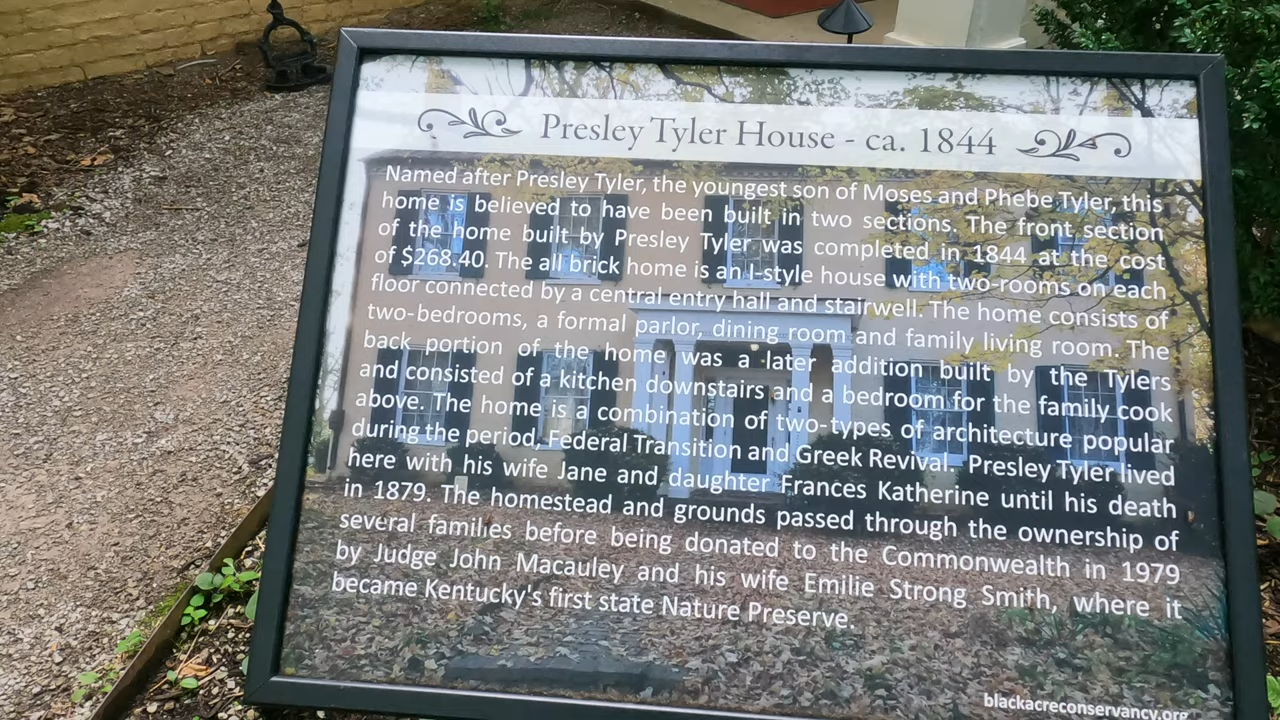 Presley Tyler House - ca. 1844
Named after Presley Tyler, the youngest son of Moses and Phebe Tyler, this
home is believed to have been built in two sections. The front section
of the home built by Presley Tyler was completed in 1844 at the cost
of $268.40. The all brick home is an I-style house with two-rooms on each
floor connected by a central entry hall and stairwell. The home consists of
two-bedrooms, a formal parlor, dining room and family living room. The
back portion of the home was a later addition built by the Tylers
and consisted of a kitchen downstairs and a bedroom for the family cook
above. The home is a combination of two-types of architecture popular
during the period, Federal Transition and Greek Revival. Presley Tyler lived
here with his wife Jane and daughter Frances Katherine until his death
in 1879. The homestead and grounds passed through the ownership of
several families before being donated to the Commonwealth in 1979
by Judge John Macauley and his wife Emilie Strong Smith, where it
became Kentucky's first state Nature Preserve.
blackacreconservancy.org